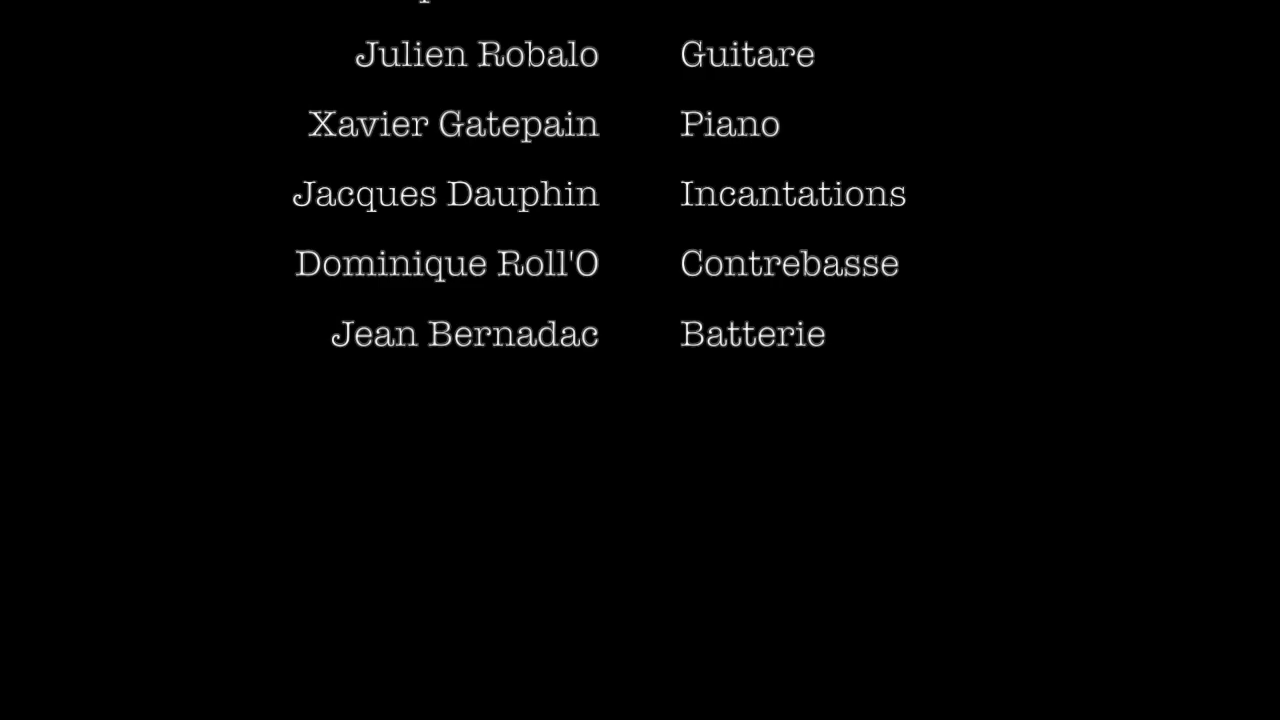 Julien Robalo Guitare
Xavier Gatepain Piano
Jacques Dauphin Incantations
Dominique Roll'O Contrebasse
Jean Bernadac Batterie